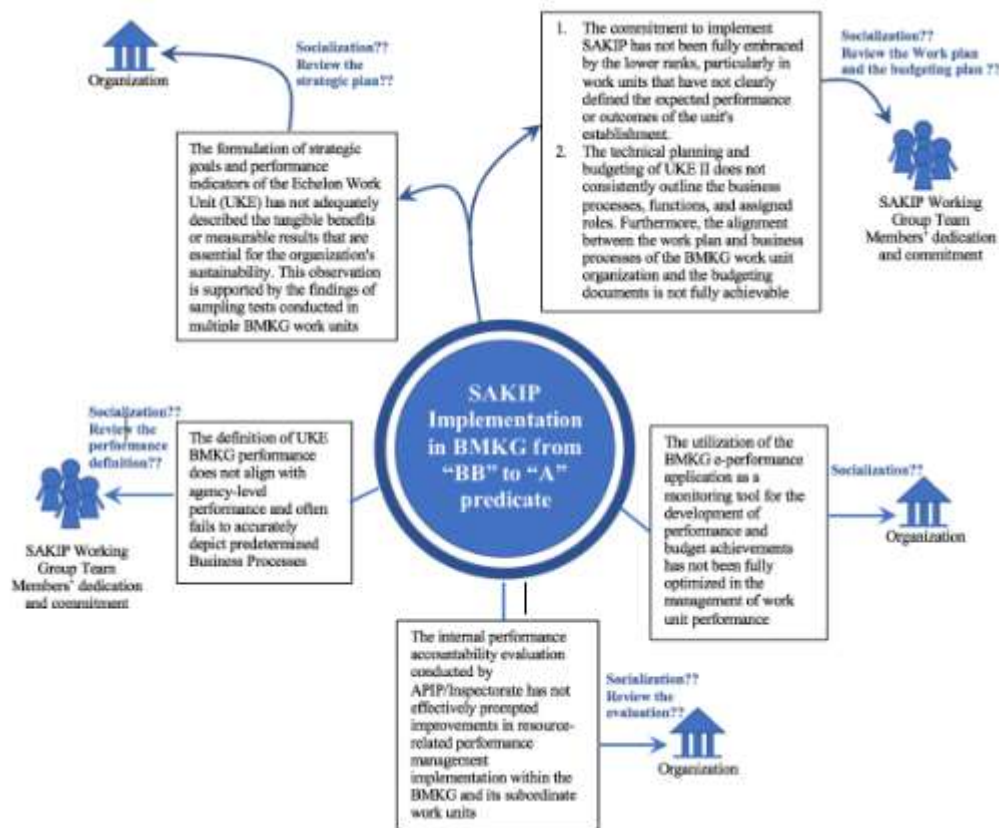 Organization
Socialization??
Review the
strategic plan??
The formulation of strategic
goals and performance
indicators of the Echelon Work
Unit (UKE) has not adequately
described the tangible benefits
or measurable results that are
essential for the organization's
sustainability. This observation
is supported by the findings of
sampling tests conducted in
multiple BMKG work units
1. The commitment to implement
SAKIP has not been fully embraced
by the lower ranks, particularly in
work units that have not clearly
defined the expected performance
or outcomes of the unit's
establishment.
2. The technical planning and
budgeting of UKE II does not
consistently outline the business
processes, functions, and assigned
roles. Furthermore, the alignment
between the work plan and business
processes of the BMKG work unit
organization and the budgeting
documents is not fully achievable
Socialization??
Review the Work plan
and the budgeting plan ??
SAKIP Working
Group Team
Members' dedication
and commitment
SAKIP
Implementation
in BMKG from
“BB” to “A”
predicate
Socialization??
Review the
performance
definition??
SAKIP Working
Group Team
Members' dedication
and commitment
The definition of UKE
BMKG performance
does not align with
agency-level
performance and often
fails to accurately
depict predetermined
Business Processes
The utilization of the
BMKG e-performance
application as a
monitoring tool for the
development of
performance and
budget achievements
has not been fully
optimized in the
management of work
unit performance
Socialization??
Organization
The internal performance
accountability evaluation
conducted by
APIP/Inspectorate has not
effectively prompted
improvements in resource-
related performance
management
implementation within the
BMKG and its subordinate
work units
Socialization??
Review the
evaluation??
Organization